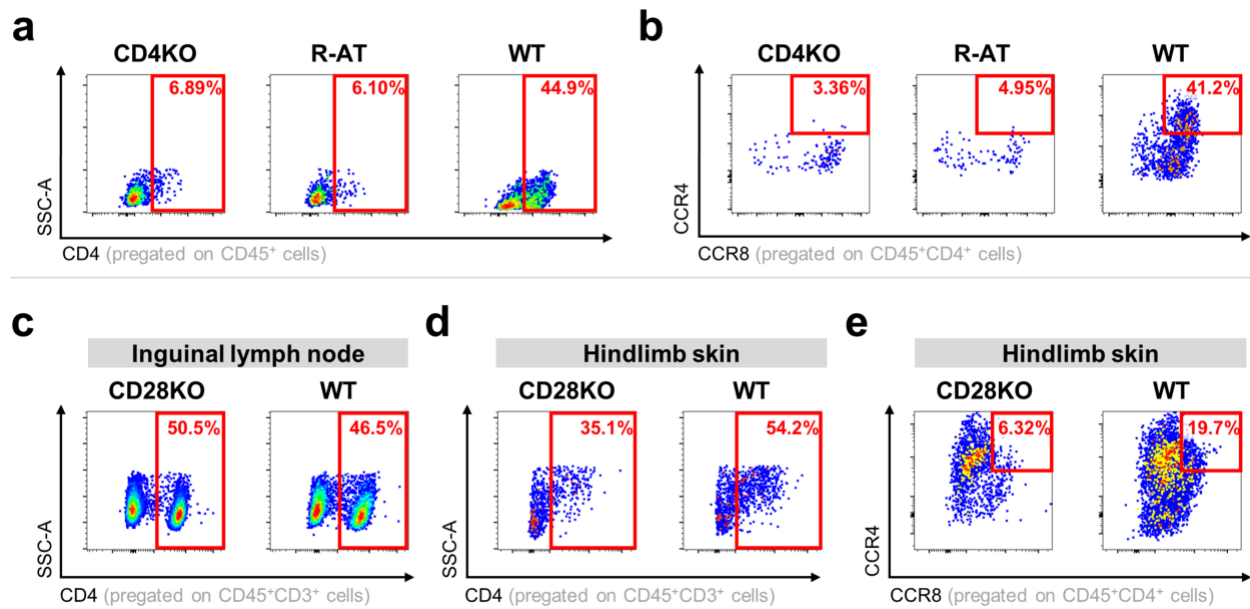 a
CD4KO R-AT WT
6.89% 6.10% 44.9%
SSC-A
CD4 (pregated on CD45⁺ cells)
b
CD4KO R-AT WT
3.36% 4.95% 41.2%
CCR4
CCR8 (pregated on CD45⁺CD4⁺ cells)
c
Inguinal lymph node
CD28KO WT
50.5% 46.5%
SSC-A
CD4 (pregated on CD45⁺CD3⁺ cells)
d
Hindlimb skin
CD28KO WT
35.1% 54.2%
SSC-A
CD4 (pregated on CD45⁺CD3⁺ cells)
e
Hindlimb skin
CD28KO WT
6.32% 19.7%
CCR4
CCR8 (pregated on CD45⁺CD4⁺ cells)